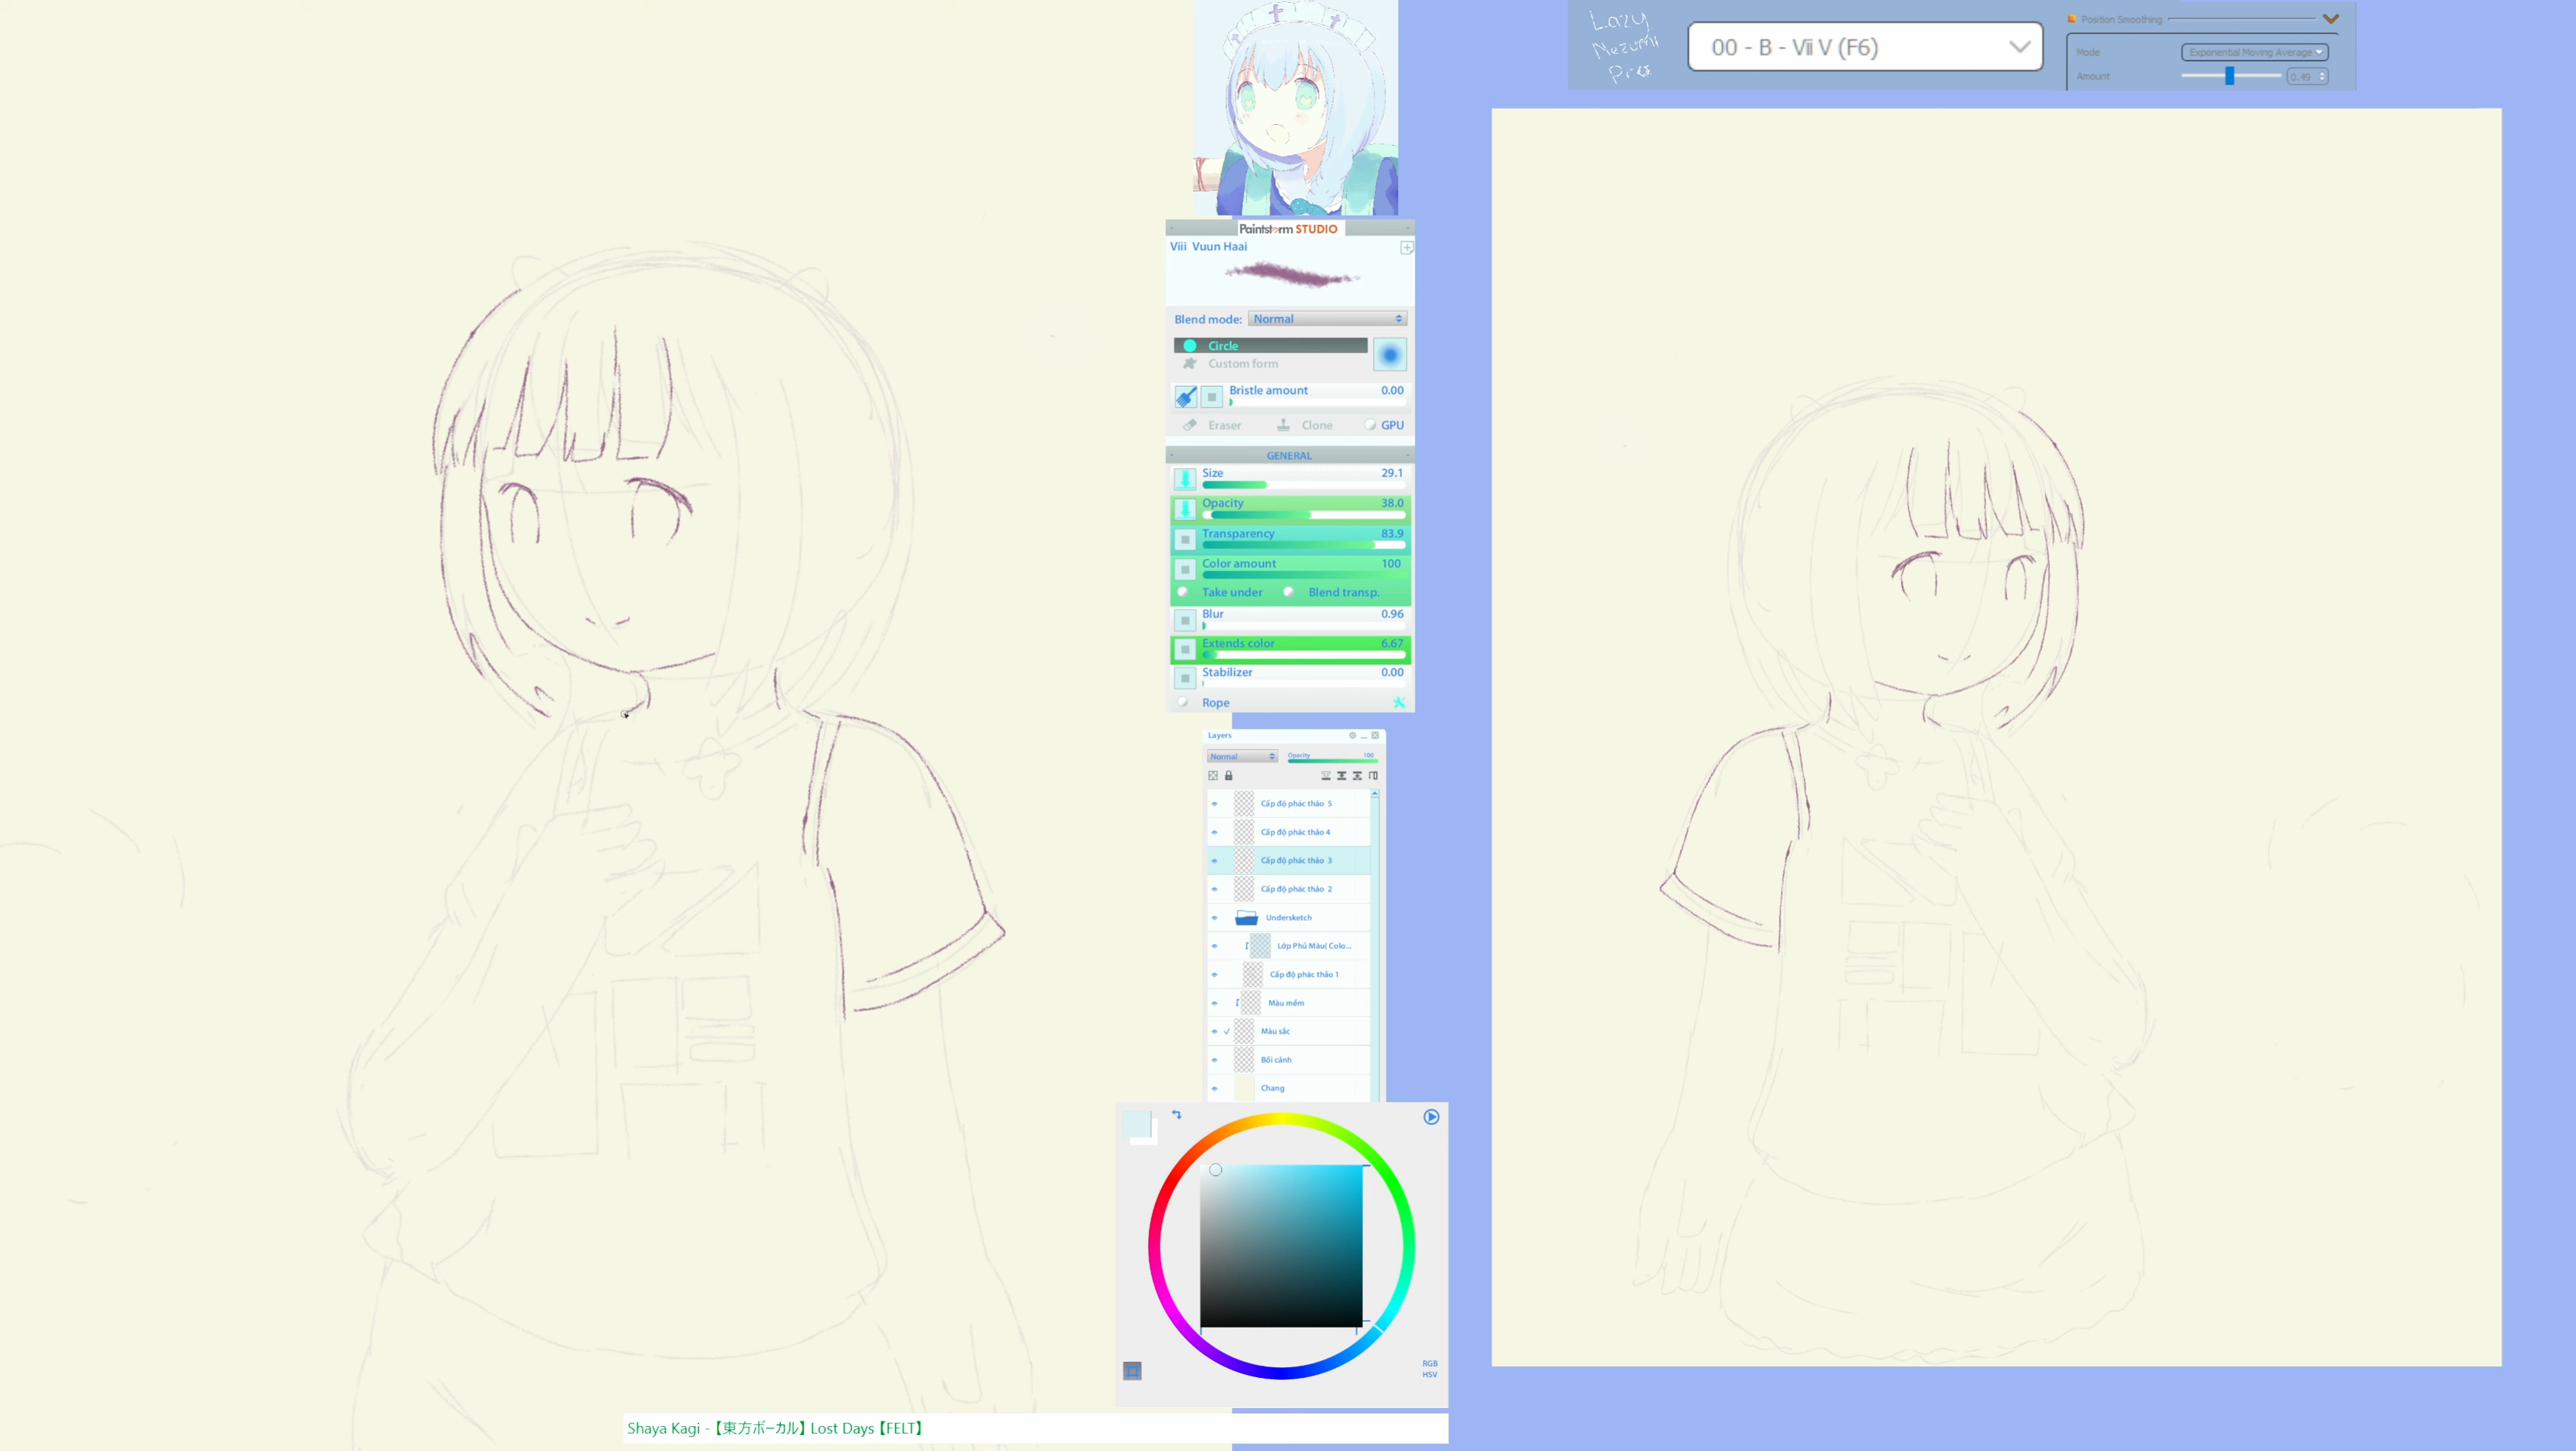 Lazy
Nezumi
Pro
00 - B - Vii V (F6)
Position Smoothing
Mode
Exponential Moving Average
Amount
0.49
Paintstorm STUDIO
Viii Vuun Haai
Blend mode: Normal
Circle
Custom form
Bristle amount 0.00
Eraser Clone GPU
GENERAL
Size 29.1
Opacity 38.0
Transparency 83.9
Color amount 100
Take under Blend transp.
Blur 0.96
Extends color 6.67
Stabilizer 0.00
Rope
Layers
Normal Opacity 100
Cấp độ phác thảo 5
Cấp độ phác thảo 4
Cấp độ phác thảo 3
Cấp độ phác thảo 2
Undersketch
Lớp Phủ Màu( Colo...
Cấp độ phác thảo 1
Màu mềm
Màu sắc
Bối cảnh
Chang
RGB
HSV
Shaya Kagi - 【東方ボーカル】 Lost Days 【FELT】